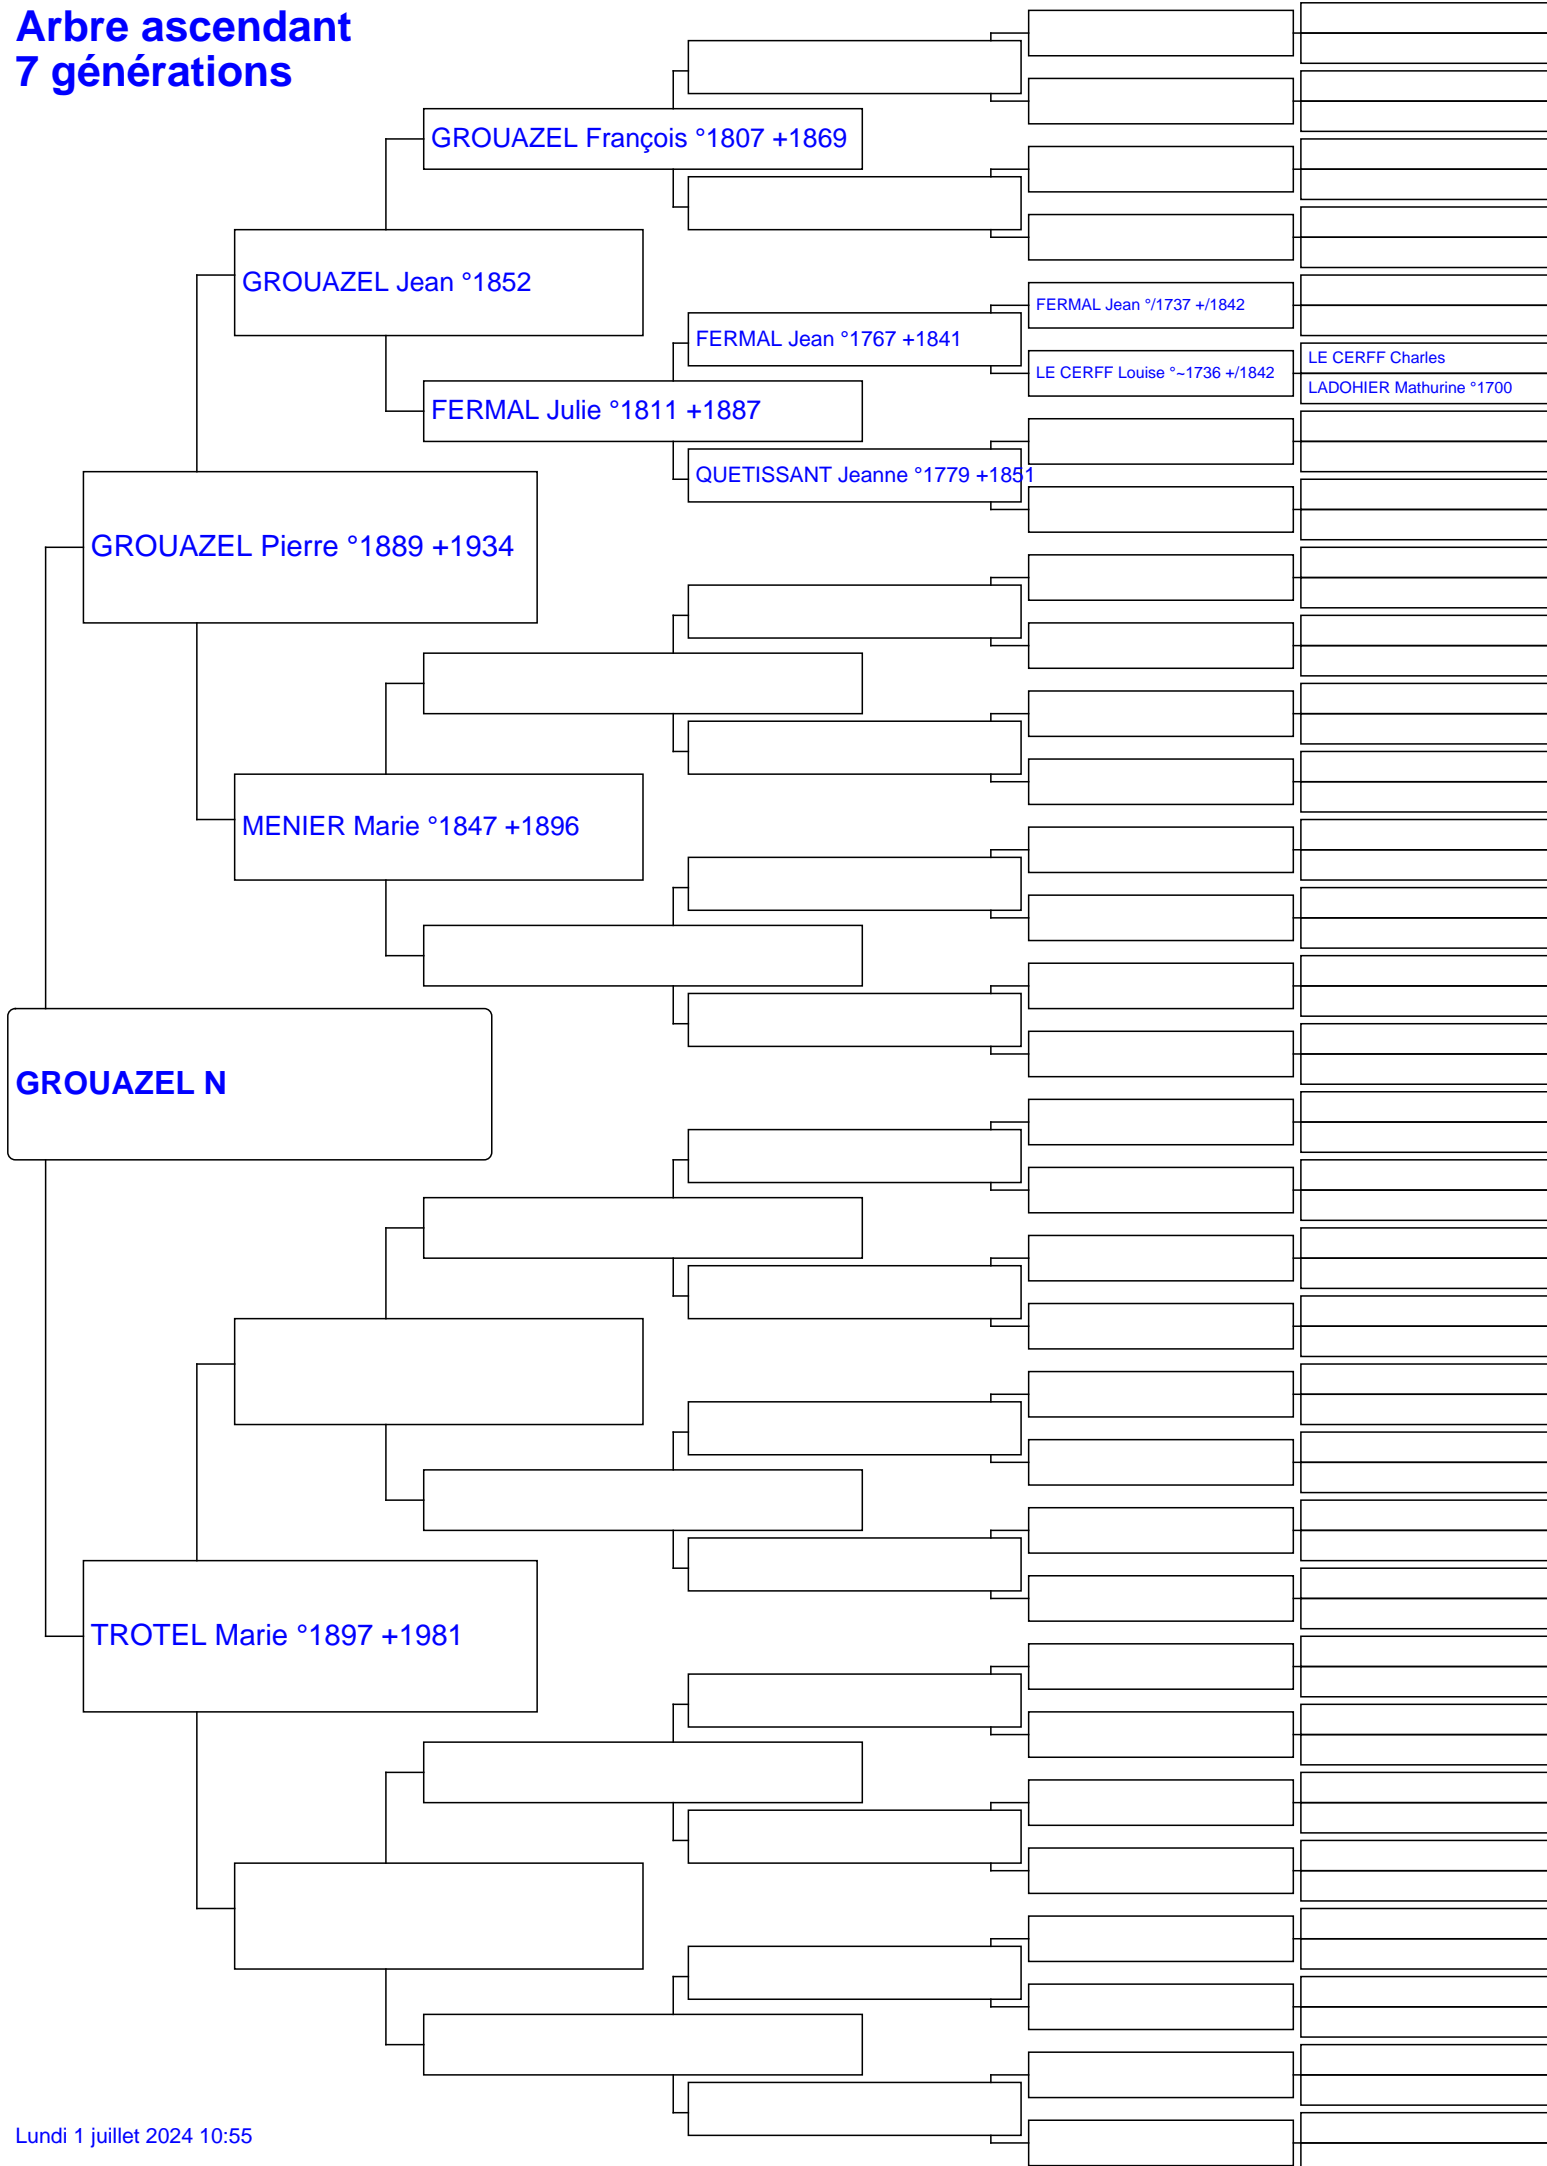 Arbre ascendant
7 générations
GROUAZEL François °1807 +1869
GROUAZEL Jean °1852
FERMAL Jean °/1737 +/1842
FERMAL Jean °1767 +1841
LE CERFF Charles
LE CERFF Louise °~1736 +/1842
LADOHIER Mathurine °1700
FERMAL Julie °1811 +1887
QUETISSANT Jeanne °1779 +1851
GROUAZEL Pierre °1889 +1934
MENIER Marie °1847 +1896
GROUAZEL N
TROTEL Marie °1897 +1981
Lundi 1 juillet 2024 10:55